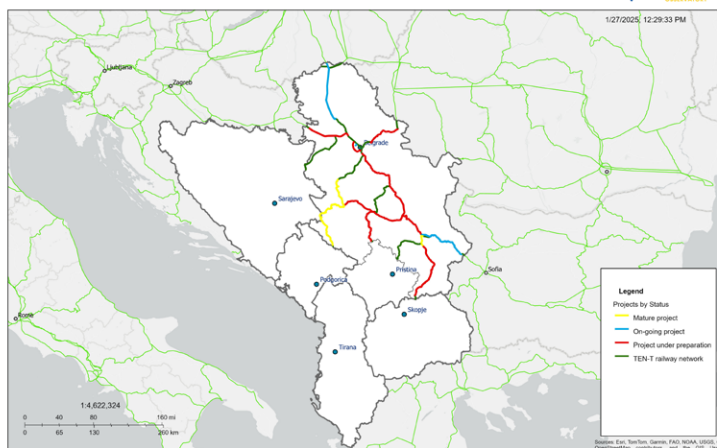 1/27/2025, 12:29:33 PM
Ljubljana
Zagreb
Belgrade
Sarajevo
Podgorica
Pristina
Sofia
Skopje
Rome
Tirana
Legend
Projects by Status
Mature project
On-going project
Project under preparation
TEN-T railway network
1:4,622,324
0 40 80 160 mi
0 65 130 260 km
Sources: Esri, TomTom, Garmin, FAO, NOAA, USGS,